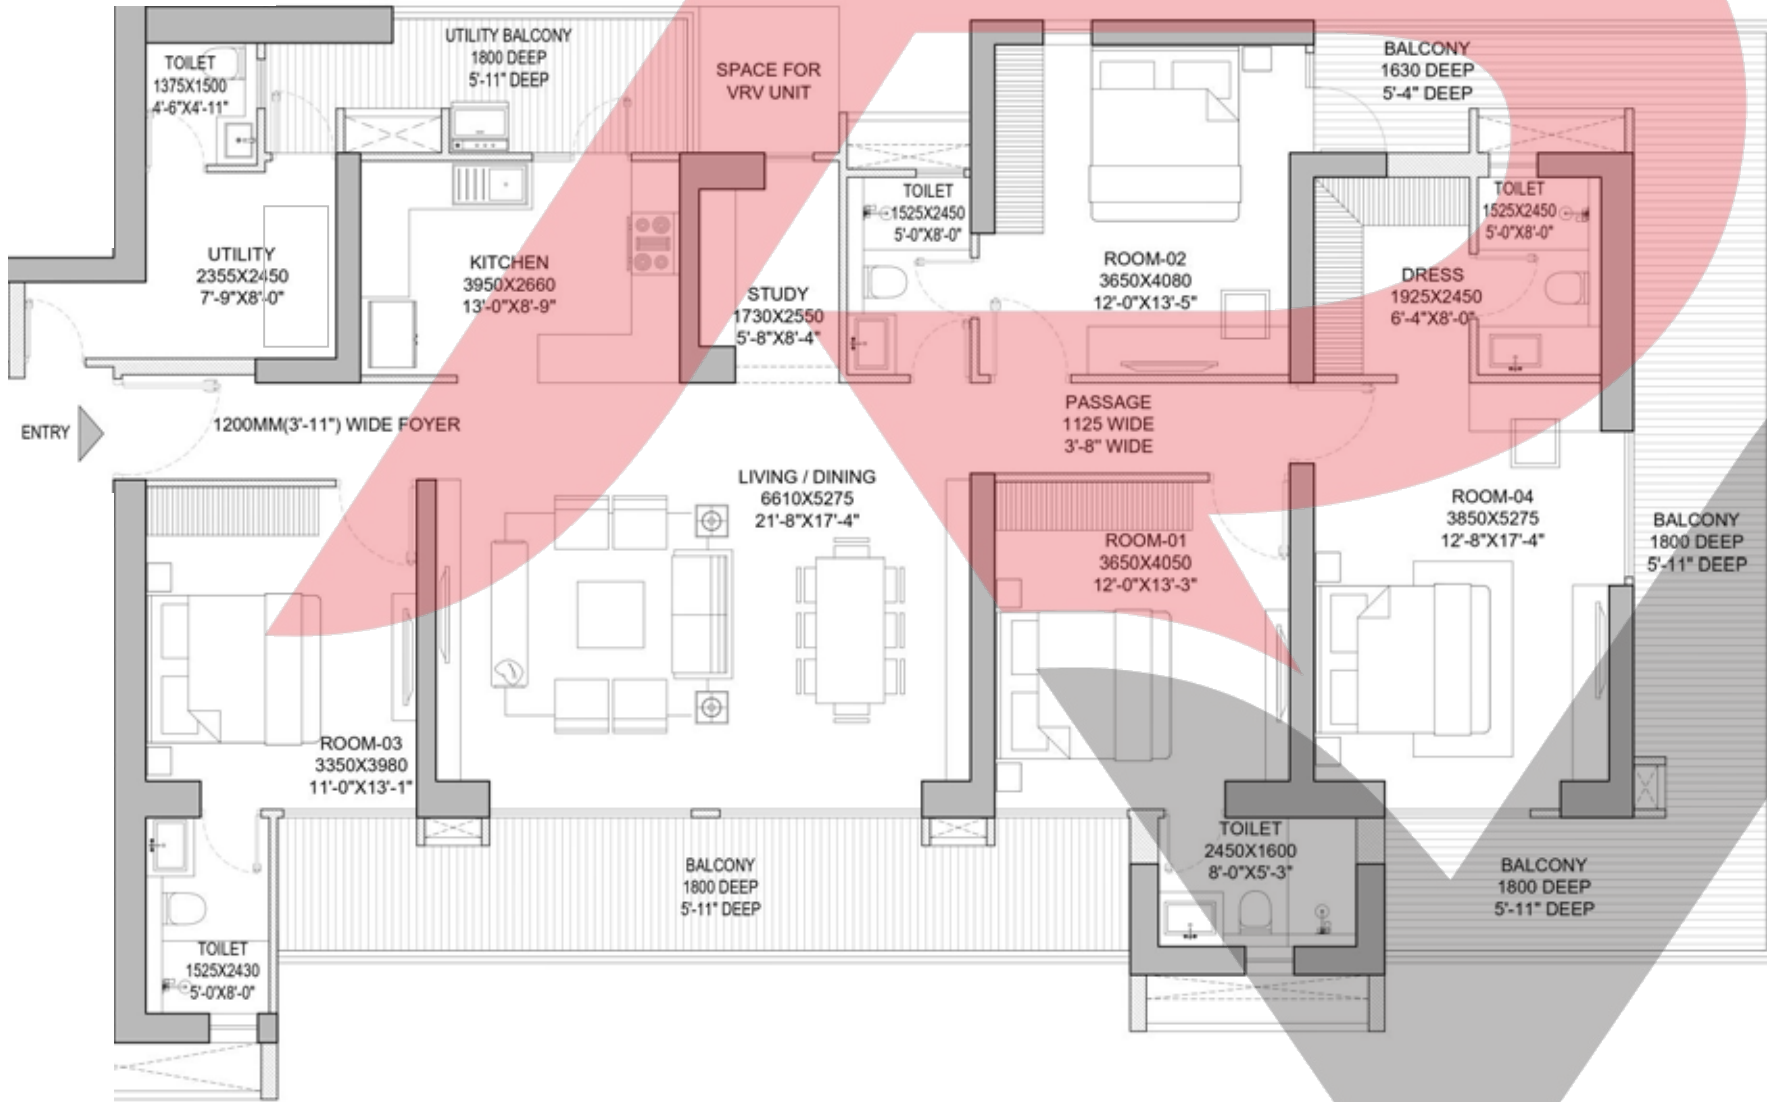 TOILET
1375X1500
4'-6"X4'-11"
UTILITY BALCONY
1800 DEEP
5'-11" DEEP
SPACE FOR
VRV UNIT
BALCONY
1630 DEEP
5'-4" DEEP
TOILET
1525X2450
5'-0"X8'-0"
TOILET
1525X2450
5'-0"X8'-0"
UTILITY
2355X2450
7'-9"X8'-0"
KITCHEN
3950X2660
13'-0"X8'-9"
STUDY
1730X2550
5'-8"X8'-4"
ROOM-02
3650X4080
12'-0"X13'-5"
DRESS
1925X2450
6'-4"X8'-0"
ENTRY
1200MM(3'-11") WIDE FOYER
PASSAGE
1125 WIDE
3'-8" WIDE
LIVING / DINING
6610X5275
21'-8"X17'-4"
ROOM-01
3650X4050
12'-0"X13'-3"
ROOM-04
3850X5275
12'-8"X17'-4"
BALCONY
1800 DEEP
5'-11" DEEP
ROOM-03
3350X3980
11'-0"X13'-1"
TOILET
2450X1600
8'-0"X5'-3"
BALCONY
1800 DEEP
5'-11" DEEP
BALCONY
1800 DEEP
5'-11" DEEP
TOILET
1525X2430
5'-0'X8'-0"